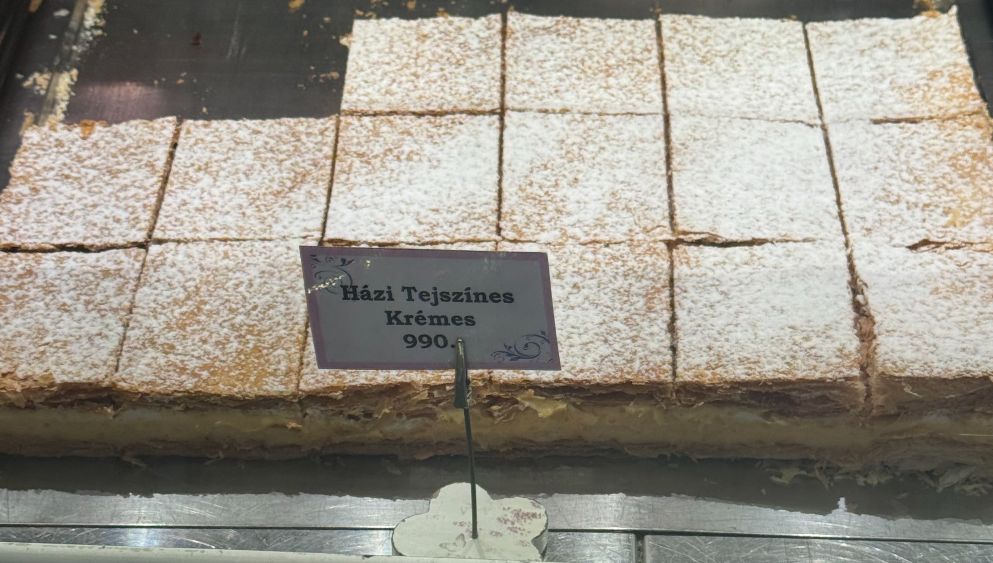 Házi Tejszínes
Krémes
990.-